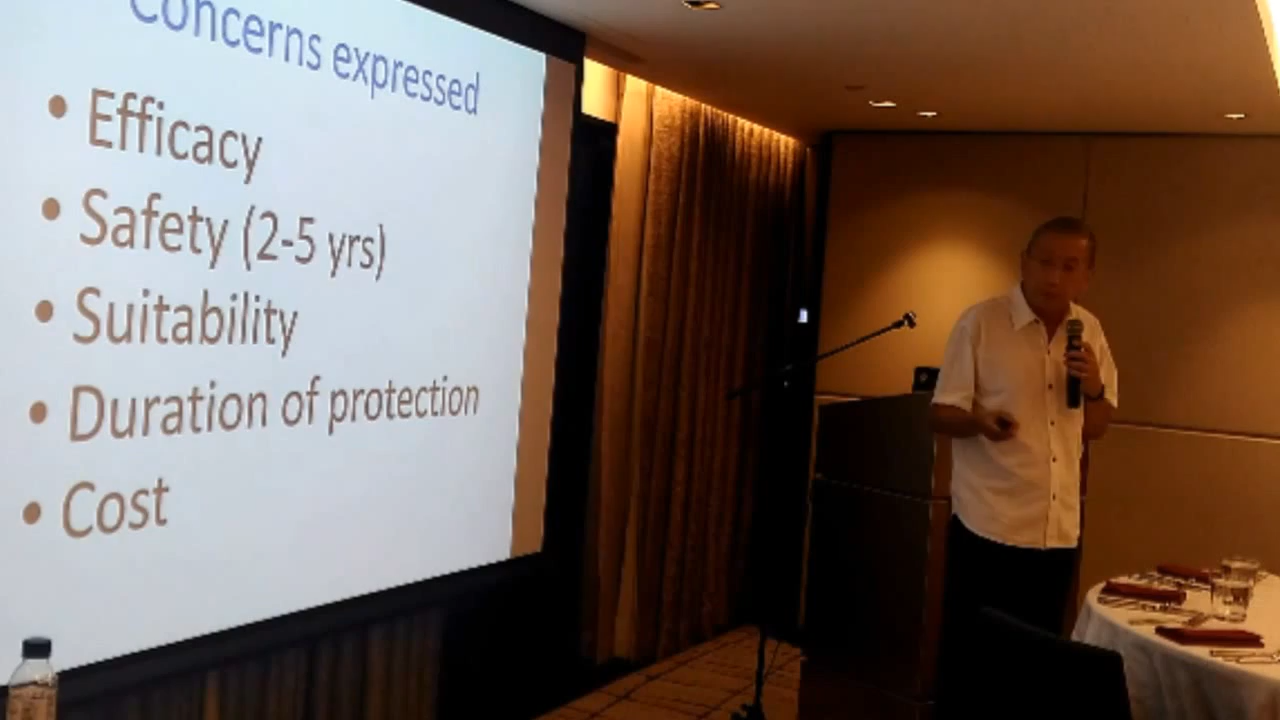 Concerns expressed
• Efficacy
• Safety (2-5 yrs)
• Suitability
• Duration of protection
• Cost